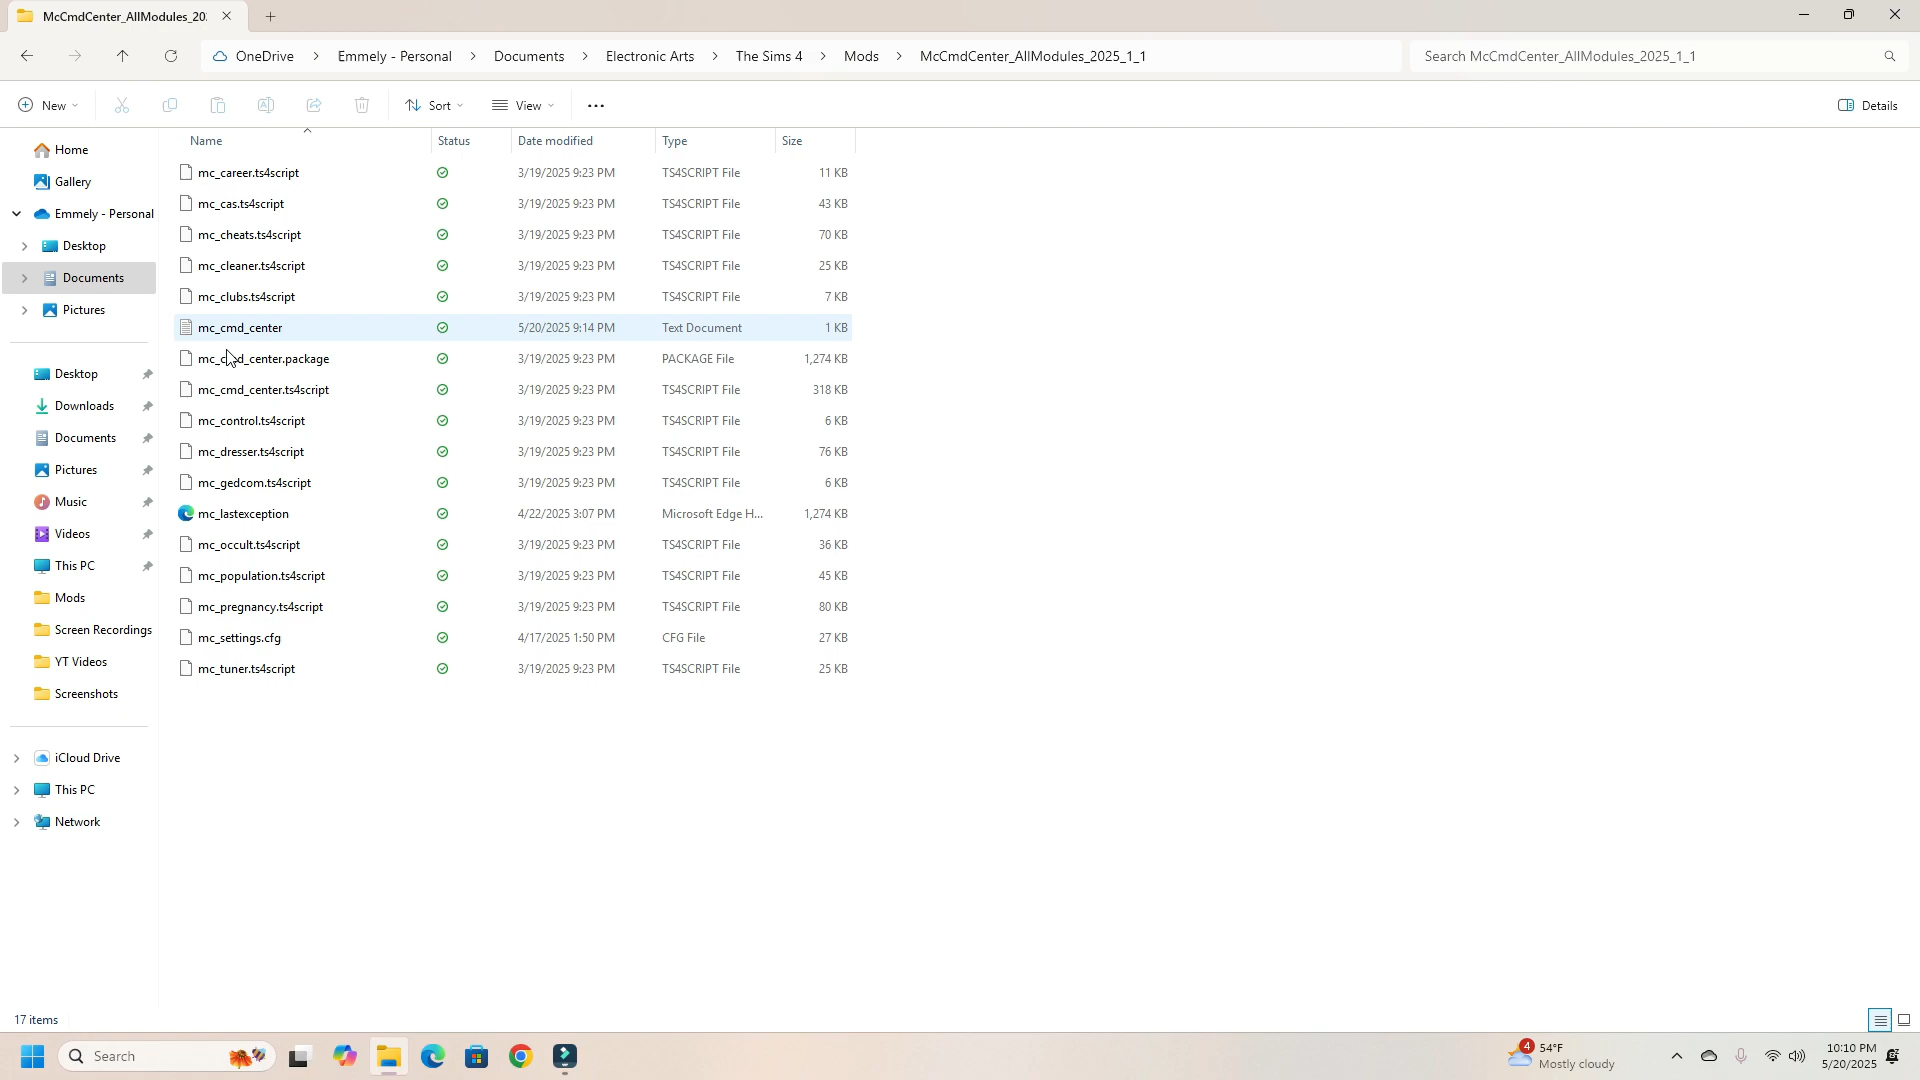 McCmdCenter_AllModules_20
OneDrive > Emmely - Personal > Documents > Electronic Arts > The Sims 4 > Mods > McCmdCenter_AllModules_2025_1_1
Search McCmdCenter_AllModules_2025_1_1
New
Sort
View
Details
Name Status Date modified Type Size
mc_career.ts4script 3/19/2025 9:23 PM TS4SCRIPT File 11 KB
mc_cas.ts4script 3/19/2025 9:23 PM TS4SCRIPT File 43 KB
mc_cheats.ts4script 3/19/2025 9:23 PM TS4SCRIPT File 70 KB
mc_cleaner.ts4script 3/19/2025 9:23 PM TS4SCRIPT File 25 KB
mc_clubs.ts4script 3/19/2025 9:23 PM TS4SCRIPT File 7 KB
mc_cmd_center 5/20/2025 9:14 PM Text Document 1 KB
mc_cmd_center.package 3/19/2025 9:23 PM PACKAGE File 1,274 KB
mc_cmd_center.ts4script 3/19/2025 9:23 PM TS4SCRIPT File 318 KB
mc_control.ts4script 3/19/2025 9:23 PM TS4SCRIPT File 6 KB
mc_dresser.ts4script 3/19/2025 9:23 PM TS4SCRIPT File 76 KB
mc_gedcom.ts4script 3/19/2025 9:23 PM TS4SCRIPT File 6 KB
mc_lastexception 4/22/2025 3:07 PM Microsoft Edge H... 1,274 KB
mc_occult.ts4script 3/19/2025 9:23 PM TS4SCRIPT File 36 KB
mc_population.ts4script 3/19/2025 9:23 PM TS4SCRIPT File 45 KB
mc_pregnancy.ts4script 3/19/2025 9:23 PM TS4SCRIPT File 80 KB
mc_settings.cfg 4/17/2025 1:50 PM CFG File 27 KB
mc_tuner.ts4script 3/19/2025 9:23 PM TS4SCRIPT File 25 KB
Home
Gallery
Emmely - Personal
Desktop
Documents
Pictures
Desktop
Downloads
Documents
Pictures
Music
Videos
This PC
Mods
Screen Recordings
YT Videos
Screenshots
iCloud Drive
This PC
Network
17 items
Search
4
54°F
Mostly cloudy
10:10 PM
5/20/2025